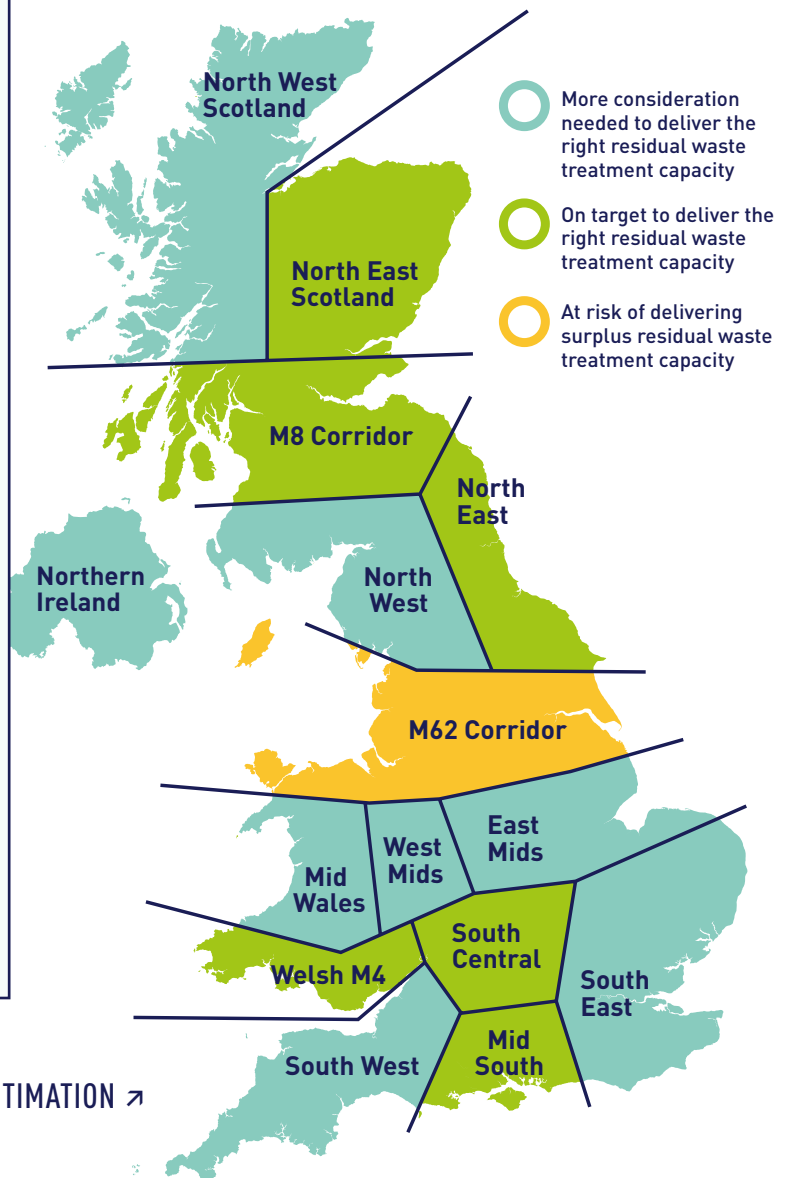 North West
Scotland
More consideration
needed to deliver the
right residual waste
treatment capacity
On target to deliver the
right residual waste
treatment capacity
North East
Scotland
At risk of delivering
surplus residual waste
treatment capacity
M8 Corridor
North
East
Northern
Ireland
North
West
M62 Corridor
East
Mids
West
Mids
Mid
Wales
South
Central
Welsh M4
South
East
Mid
South
South West
TIMATION ↗